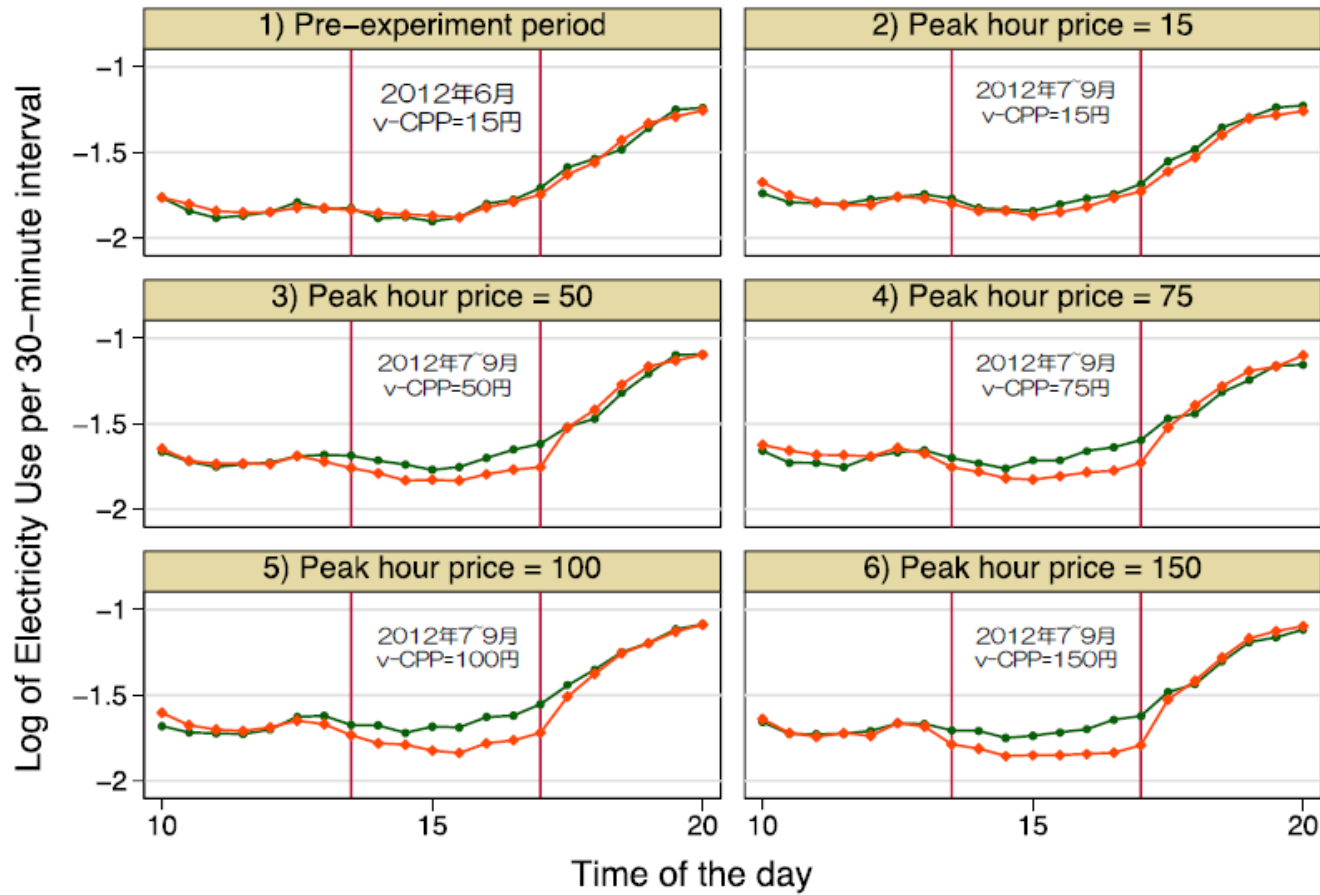 Log of Electricity Use per 30−minute interval
1) Pre−experiment period
−1
−1.5
−2
2012年6月
v-CPP=15円
2) Peak hour price = 15
2012年7~9月
v-CPP=15円
3) Peak hour price = 50
−1
−1.5
−2
2012年7~9月
v-CPP=50円
4) Peak hour price = 75
2012年7~9月
v-CPP=75円
5) Peak hour price = 100
−1
−1.5
−2
2012年7~9月
v-CPP=100円
10 15 20
6) Peak hour price = 150
2012年7~9月
v-CPP=150円
10 15 20
Time of the day